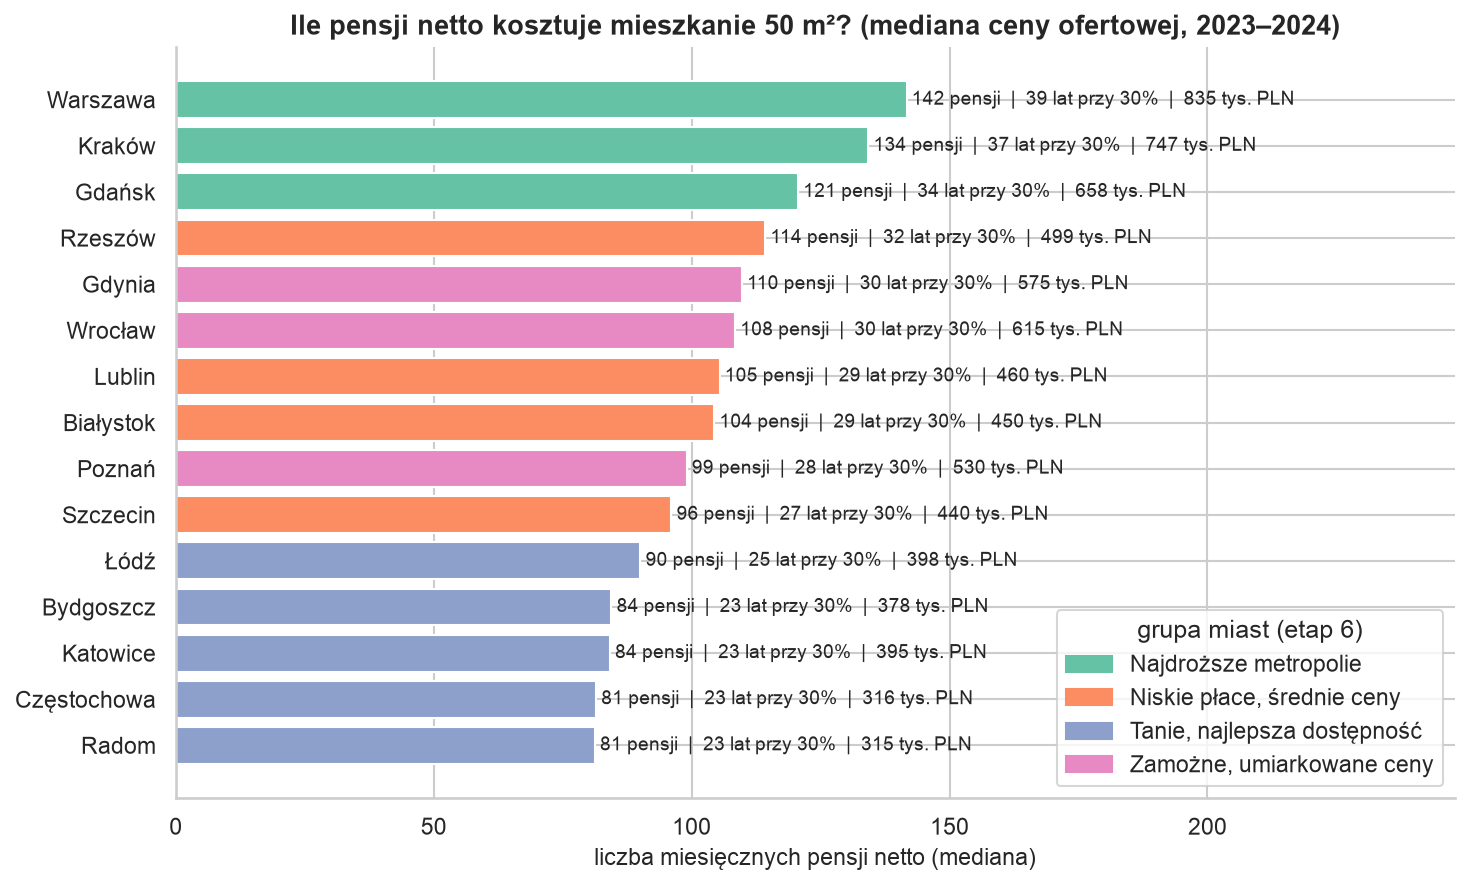 Ile pensji netto kosztuje mieszkanie 50 m²? (mediana ceny ofertowej, 2023–2024)
Warszawa 142 pensji | 39 lat przy 30% | 835 tys. PLN
Kraków 134 pensji | 37 lat przy 30% | 747 tys. PLN
Gdańsk 121 pensji | 34 lat przy 30% | 658 tys. PLN
Rzeszów 114 pensji | 32 lat przy 30% | 499 tys. PLN
Gdynia 110 pensji | 30 lat przy 30% | 575 tys. PLN
Wrocław 108 pensji | 30 lat przy 30% | 615 tys. PLN
Lublin 105 pensji | 29 lat przy 30% | 460 tys. PLN
Białystok 104 pensji | 29 lat przy 30% | 450 tys. PLN
Poznań 99 pensji | 28 lat przy 30% | 530 tys. PLN
Szczecin 96 pensji | 27 lat przy 30% | 440 tys. PLN
Łódź 90 pensji | 25 lat przy 30% | 398 tys. PLN
Bydgoszcz 84 pensji | 23 lat przy 30% | 378 tys. PLN
Katowice 84 pensji | 23 lat przy 30% | 395 tys. PLN
Częstochowa 81 pensji | 23 lat przy 30% | 316 tys. PLN
Radom 81 pensji | 23 lat przy 30% | 315 tys. PLN
grupa miast (etap 6)
Najdroższe metropolie
Niskie płace, średnie ceny
Tanie, najlepsza dostępność
Zamożne, umiarkowane ceny
0 50 100 150 200
liczba miesięcznych pensji netto (mediana)